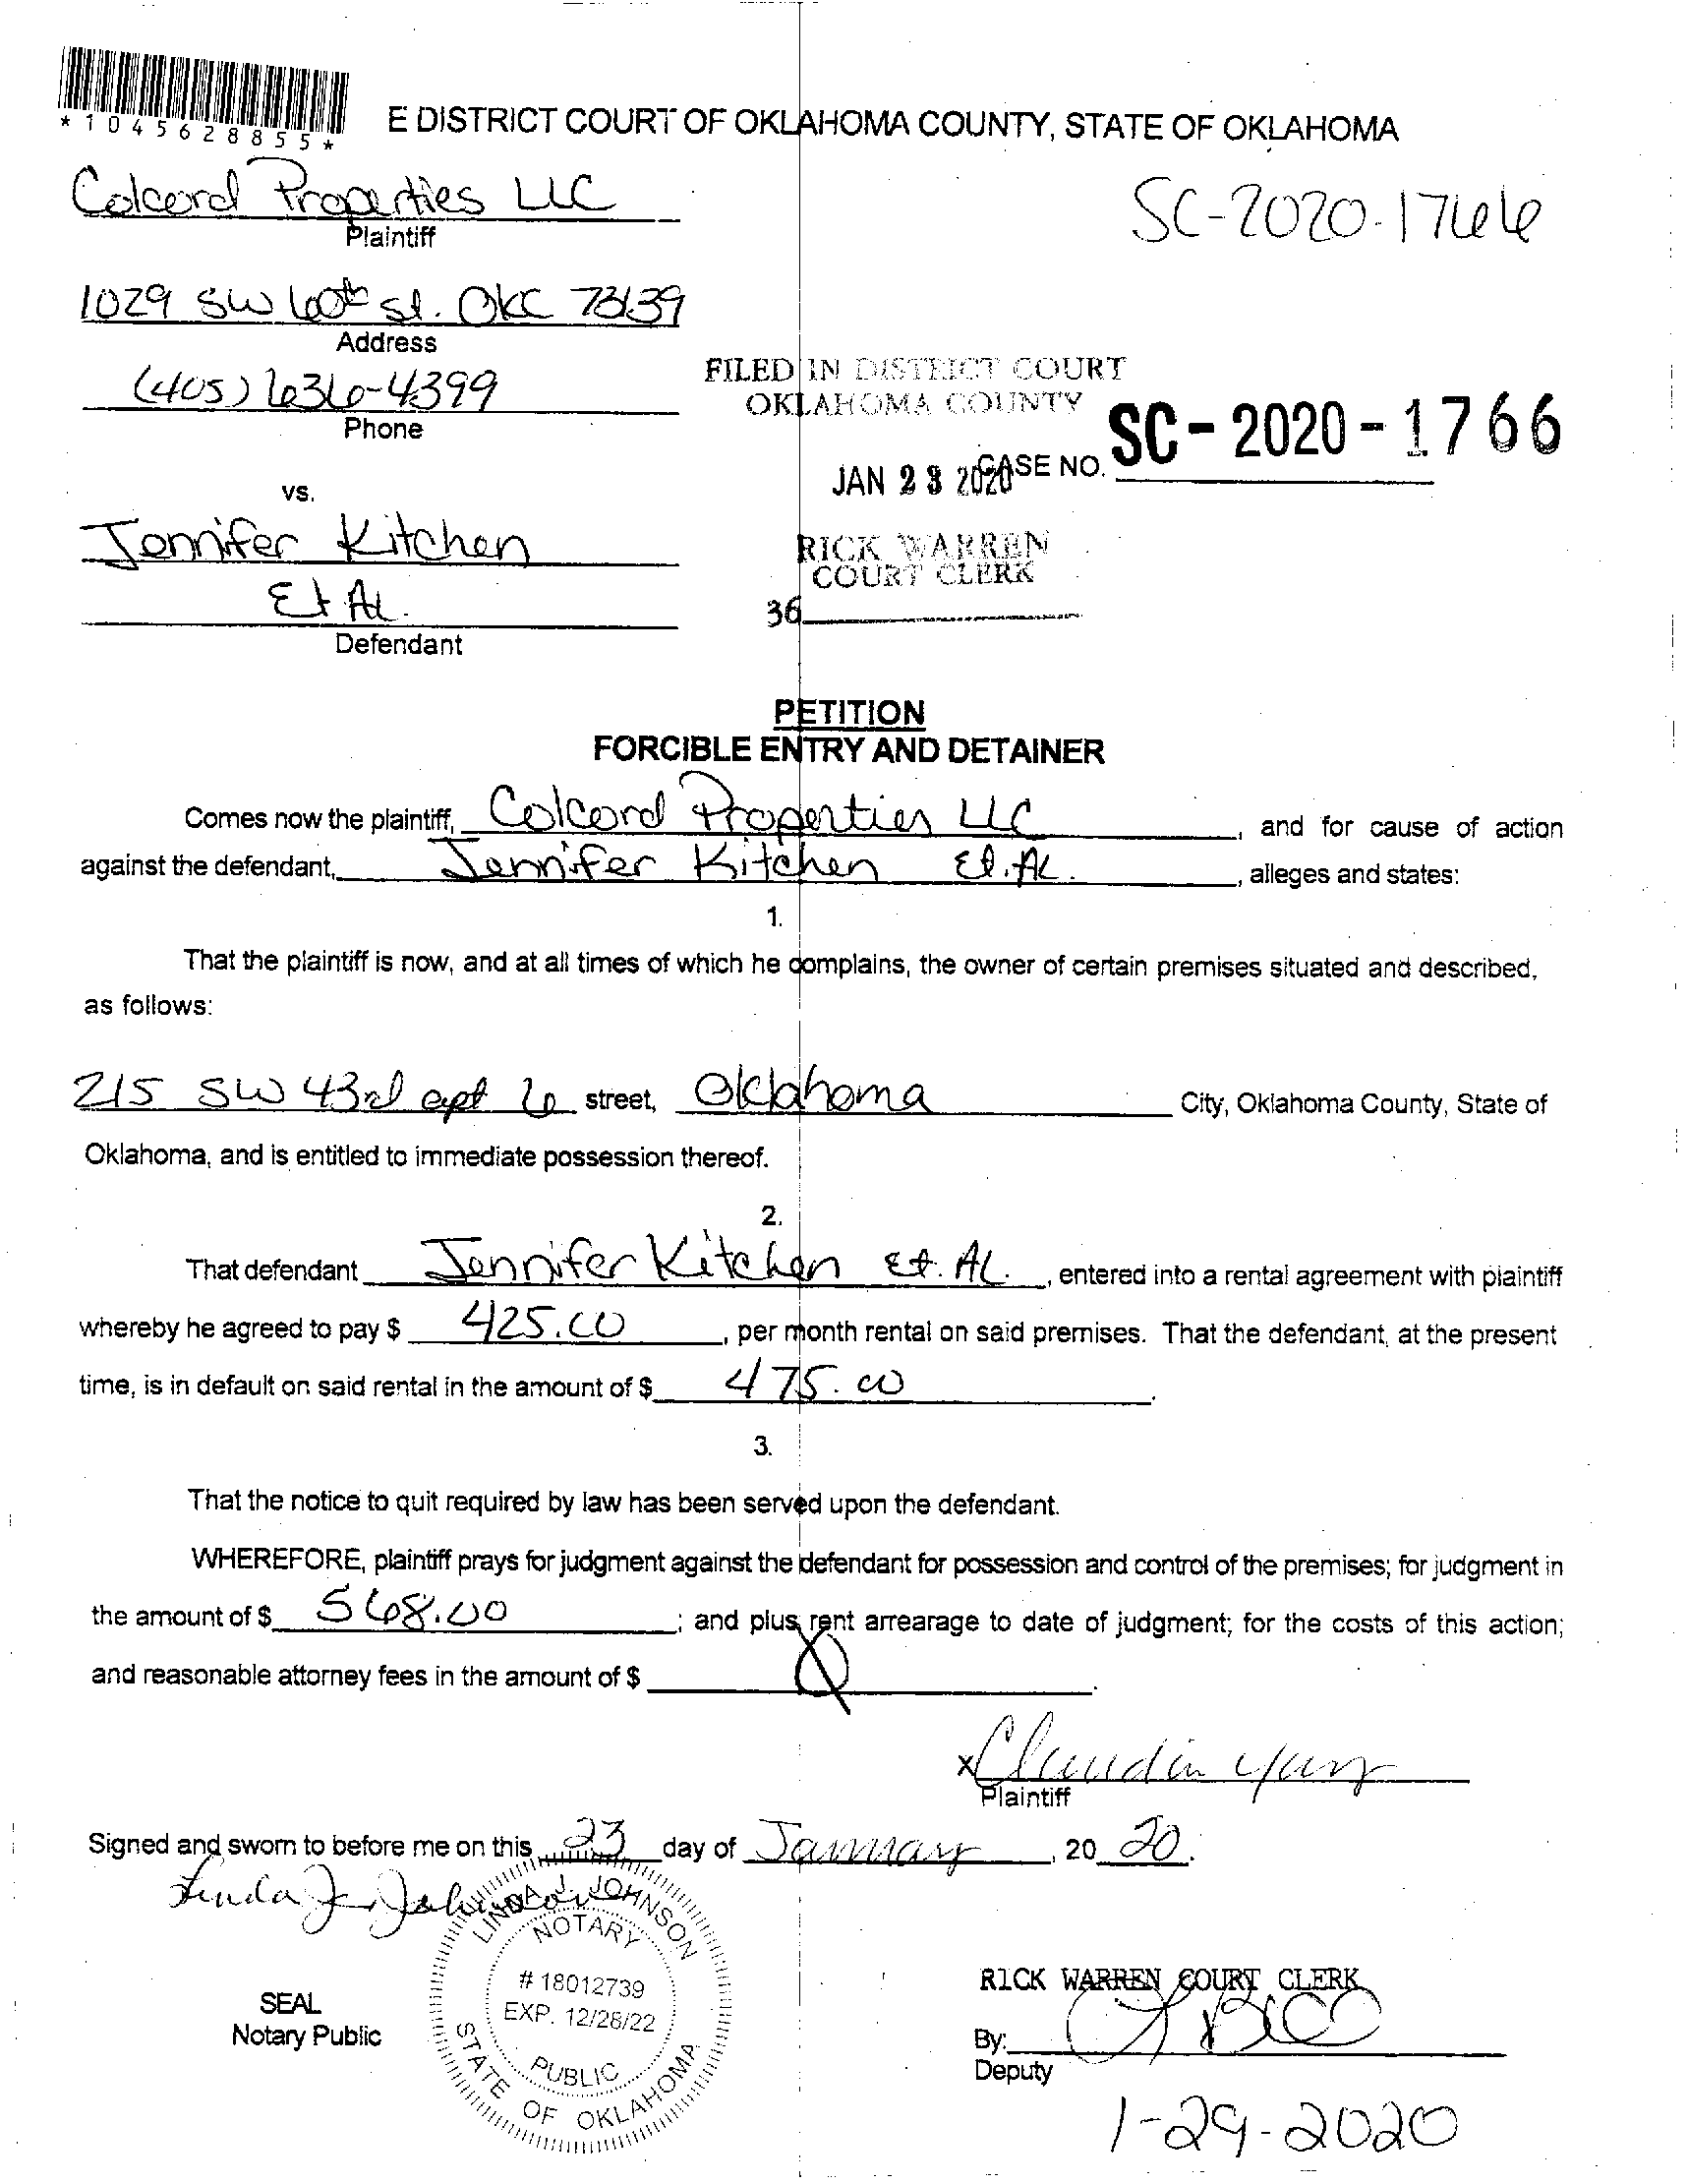 *1045628855*
E DISTRICT COURT OF OKLAHOMA COUNTY, STATE OF OKLAHOMA
Colcord Properties LLC
Plaintiff
SC-2020-1766
1029 SW 60th St. OKC 73139
Address
(405) 636-4399
Phone
FILED IN DISTRICT COURT
OKLAHOMA COUNTY
JAN 23 2020
CASE NO. SC-2020-1766
vs.
Jennifer Kitchen
Et AL.
Defendant
RICK WARREN
COURT CLERK
36
PETITION
FORCIBLE ENTRY AND DETAINER
Comes now the plaintiff, Colcord Properties LLC, and for cause of action
against the defendant, Jennifer Kitchen Et. AL., alleges and states:
1.
That the plaintiff is now, and at all times of which he complains, the owner of certain premises situated and described,
as follows:
215 SW 43rd apt 6 street, Oklahoma City, Oklahoma County, State of
Oklahoma, and is entitled to immediate possession thereof.
2.
That defendant Jennifer Kitchen Et. AL., entered into a rental agreement with plaintiff
whereby he agreed to pay $ 425.00, per month rental on said premises. That the defendant, at the present
time, is in default on said rental in the amount of $ 475.00.
3.
That the notice to quit required by law has been served upon the defendant.
WHEREFORE, plaintiff prays for judgment against the defendant for possession and control of the premises; for judgment in
the amount of $ 568.00; and plus rent arrearage to date of judgment; for the costs of this action;
and reasonable attorney fees in the amount of $
x
Plaintiff
Signed and sworn to before me on this 23 day of January, 2020.
Linda J. Johnson
LINDA J. JOHNSON
NOTARY
# 18012739
EXP. 12/28/22
PUBLIC
STATE OF OKLAHOMA
SEAL
Notary Public
RICK WARREN COURT CLERK
By:
Deputy
1-29-2020